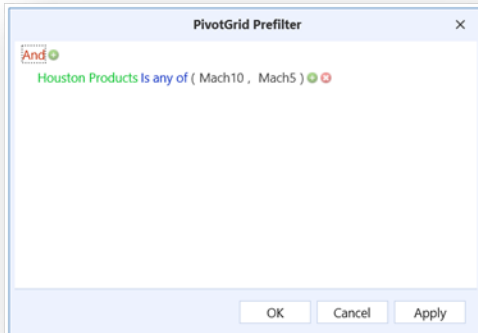 PivotGrid Prefilter
And
Houston Products Is any of ( Mach10 , Mach5 )
OK Cancel Apply